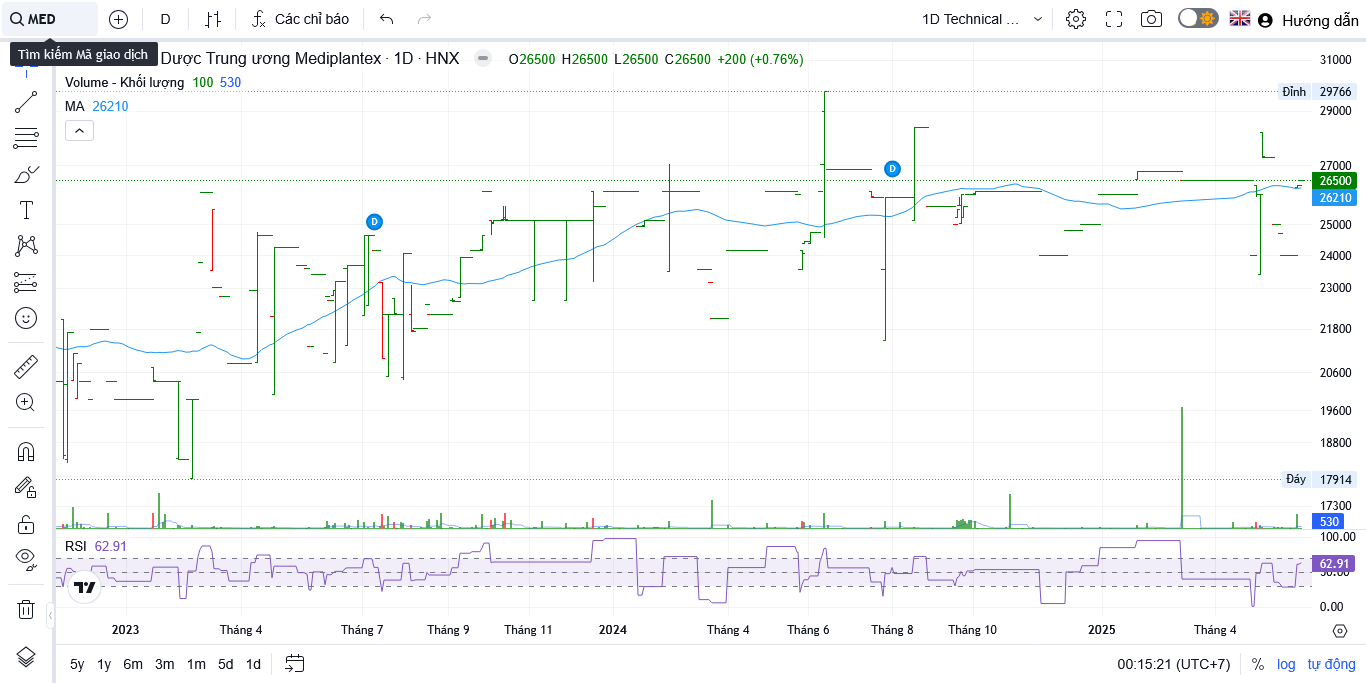 MED
D
Các chỉ báo
1D Technical ...
Hướng dẫn
Tìm kiếm Mã giao dịch
Dược Trung ương Mediplantex · 1D · HNX
O26500 H26500 L26500 C26500 +200 (+0.76%)
Volume - Khối lượng 100 530
MA 26210
31000
Đỉnh 29766
29000
D
27000
26500
26210
D
25000
24000
23000
21800
20600
19600
18800
Đáy 17914
17300
530
RSI 62.91
100.00
62.91
50.00
0.00
2023 Tháng 4 Tháng 7 Tháng 9 Tháng 11 2024 Tháng 4 Tháng 6 Tháng 8 Tháng 10 2025 Tháng 4
5y 1y 6m 3m 1m 5d 1d
00:15:21 (UTC+7) % log tự động